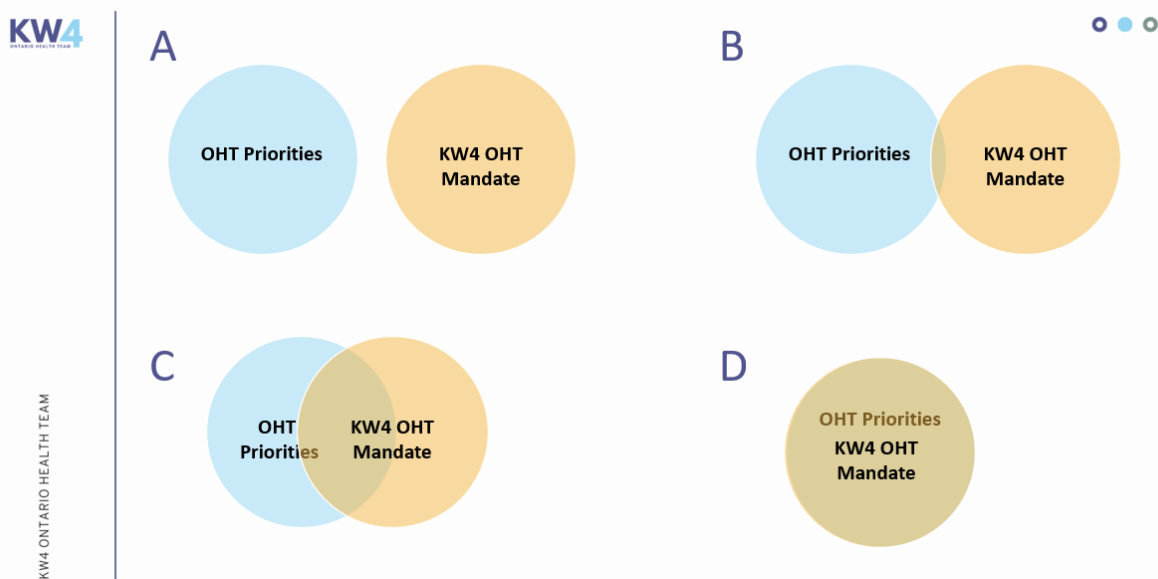 KW4
ONTARIO HEALTH TEAM
A
OHT Priorities
KW4 OHT
Mandate
B
OHT Priorities
KW4 OHT
Mandate
C
OHT
Priorities
KW4 OHT
Mandate
D
OHT Priorities
KW4 OHT
Mandate
KW4 ONTARIO HEALTH TEAM